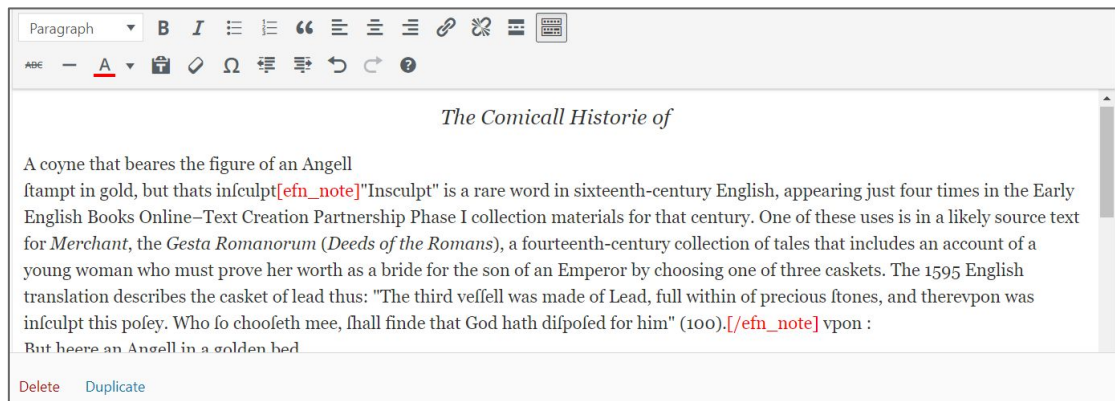 Paragraph
ABC A Ω
The Comicall Historie of
A coyne that beares the figure of an Angell
ſtampt in gold, but thats inſculpt[efn_note]"Insculpt" is a rare word in sixteenth-century English, appearing just four times in the Early
English Books Online–Text Creation Partnership Phase I collection materials for that century. One of these uses is in a likely source text
for Merchant, the Gesta Romanorum (Deeds of the Romans), a fourteenth-century collection of tales that includes an account of a
young woman who must prove her worth as a bride for the son of an Emperor by choosing one of three caskets. The 1595 English
translation describes the casket of lead thus: "The third veſſell was made of Lead, full within of precious ſtones, and therevpon was
inſculpt this poſey. Who ſo chooſeth mee, ſhall finde that God hath diſpoſed for him" (100).[/efn_note] vpon :
But heere an Angell in a golden bed
Delete Duplicate